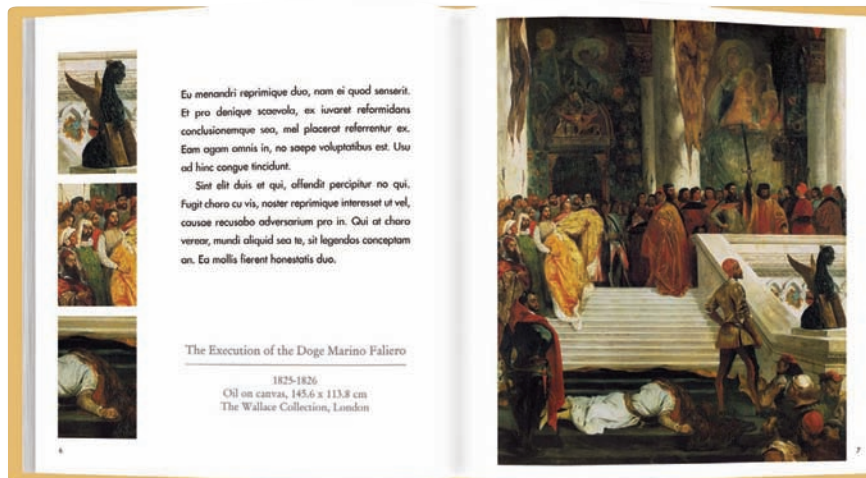 Eu menandri reprimique duo, nam ei quod senserit.
Et pro denique scaevola, ex iuvaret reformidans
conclusionemque sea, mel placerat referrentur ex.
Eam agam omnis in, no saepe voluptatibus est. Usu
ad hinc congue tincidunt.
Sint elit duis et qui, offendit percipitur no qui.
Fugit choro cu vis, noster reprimique interesset ut vel,
causae recusabo adversarium pro in. Qui at choro
verear, mundi aliquid sea te, sit legendos conceptam
an. Ea mollis fierent honestatis duo.
The Execution of the Doge Marino Faliero
1825-1826
Oil on canvas, 145.6 x 113.8 cm
The Wallace Collection, London
6
7